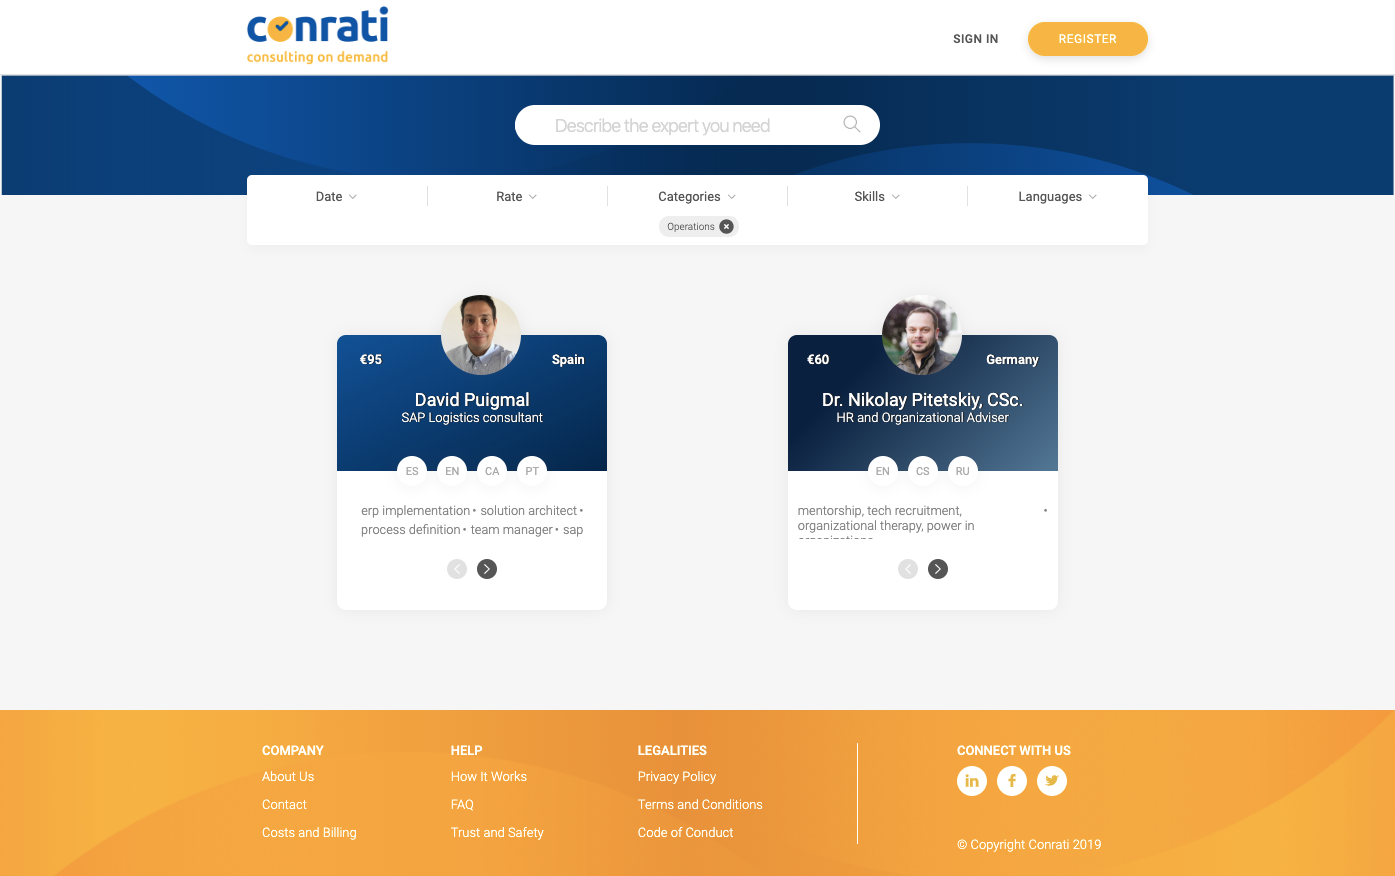 conrati
consulting on demand
SIGN IN
REGISTER
Describe the expert you need
Date
Rate
Categories
Skills
Languages
Operations
€95
Spain
David Puigmal
SAP Logistics consultant
ES EN CA PT
erp implementation • solution architect •
process definition • team manager • sap
€60
Germany
Dr. Nikolay Pitetskiy, CSc.
HR and Organizational Adviser
EN CS RU
mentorship, tech recruitment, •
organizational therapy, power in
COMPANY
About Us
Contact
Costs and Billing
HELP
How It Works
FAQ
Trust and Safety
LEGALITIES
Privacy Policy
Terms and Conditions
Code of Conduct
CONNECT WITH US
in f
© Copyright Conrati 2019